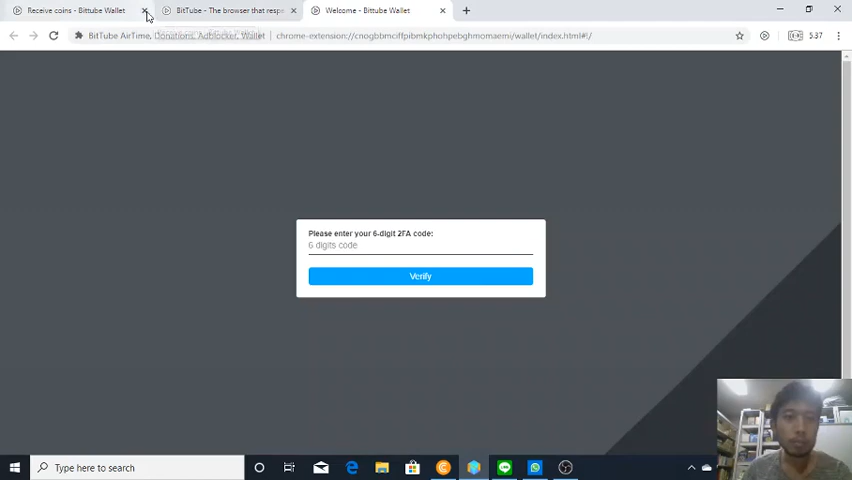 Receive coins - Bittube Wallet
BitTube - The browser that respe
Welcome - Bittube Wallet
BitTube AirTime, Donations, Adblocker, Wallet
chrome-extension://cnogbbmciffpibmkphohpebghmomaemi/wallet/index.html#!/
5.37
Please enter your 6-digit 2FA code:
6 digits code
Verify
Type here to search